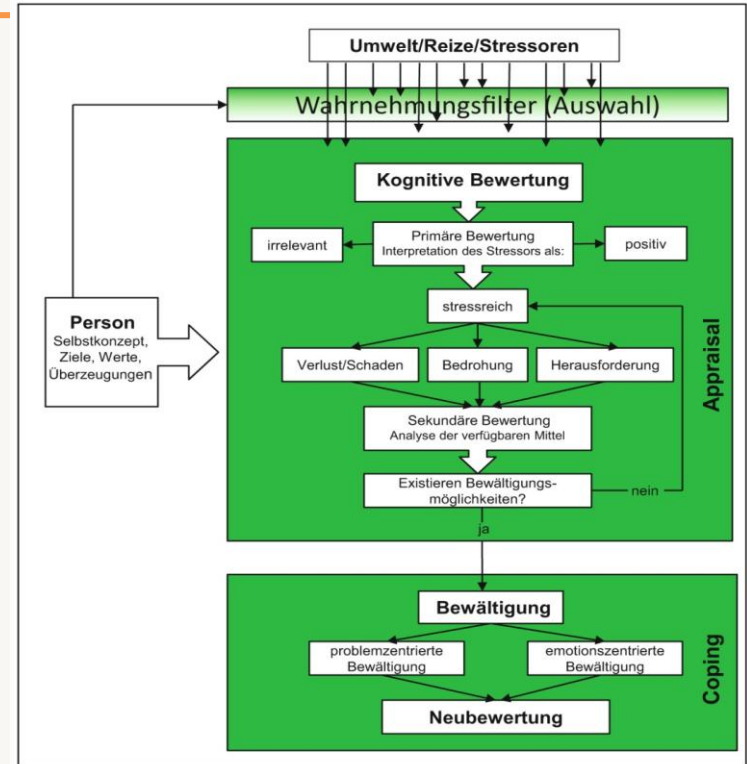 Umwelt/Reize/Stressoren
Wahrnehmungsfilter (Auswahl)
Kognitive Bewertung
Primäre Bewertung
Interpretation des Stressors als:
irrelevant
positiv
stressreich
Person
Selbstkonzept,
Ziele, Werte,
Überzeugungen
Verlust/Schaden
Bedrohung
Herausforderung
Sekundäre Bewertung
Analyse der verfügbaren Mittel
Existieren Bewältigungs-
möglichkeiten?
nein
ja
Appraisal
Bewältigung
problemzentrierte
Bewältigung
emotionszentrierte
Bewältigung
Neubewertung
Coping